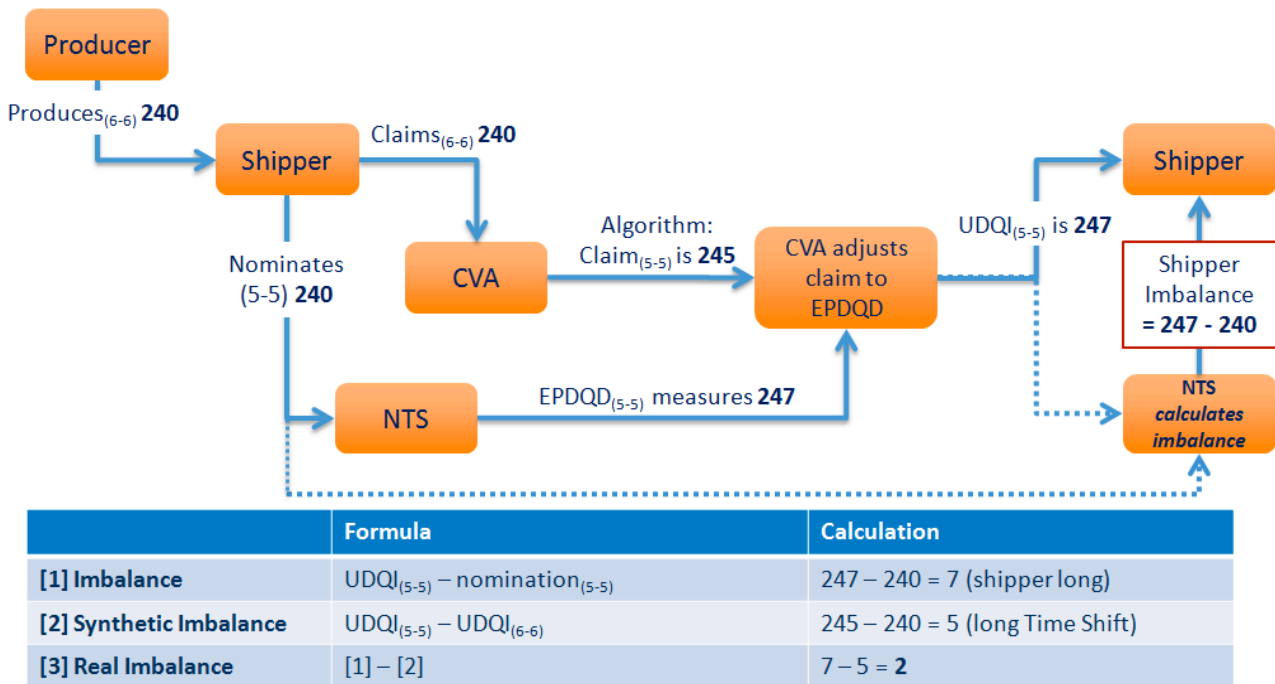 Producer
Produces(6-6) 240
Shipper
Claims(6-6) 240
Nominates
(5-5) 240
CVA
Algorithm:
Claim(5-5) is 245
CVA adjusts
claim to
EPDQD
UDQI(5-5) is 247
Shipper
Shipper
Imbalance
= 247 - 240
NTS
EPDQD(5-5) measures 247
NTS
calculates
imbalance
Formula Calculation
[1] Imbalance UDQI(5-5) – nomination(5-5) 247 – 240 = 7 (shipper long)
[2] Synthetic Imbalance UDQI(5-5) – UDQI(6-6) 245 – 240 = 5 (long Time Shift)
[3] Real Imbalance [1] – [2] 7 – 5 = 2